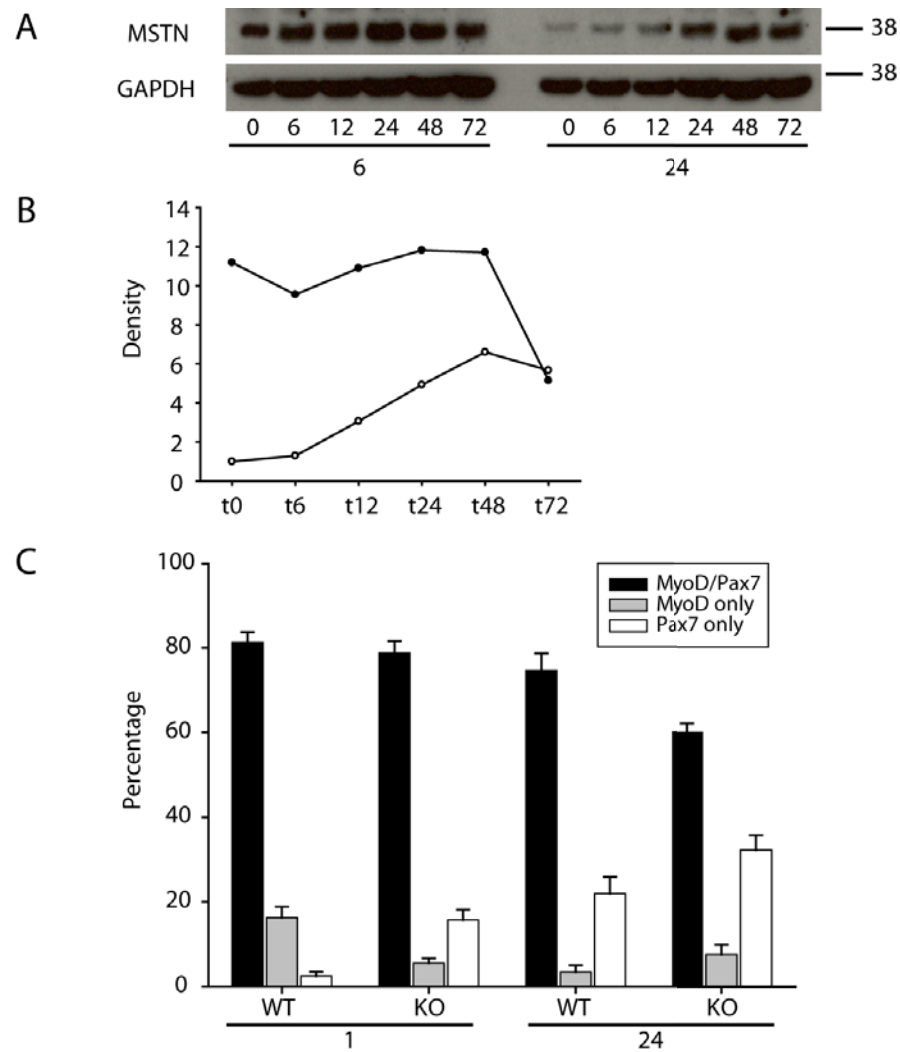 A
MSTN
38
GAPDH
38
0 6 12 24 48 72 0 6 12 24 48 72
6 24
B
14
12
10
8
6
4
2
0
Density
t0 t6 t12 t24 t48 t72
C
100
80
60
40
20
0
Percentage
MyoD/Pax7
MyoD only
Pax7 only
WT KO WT KO
1 24